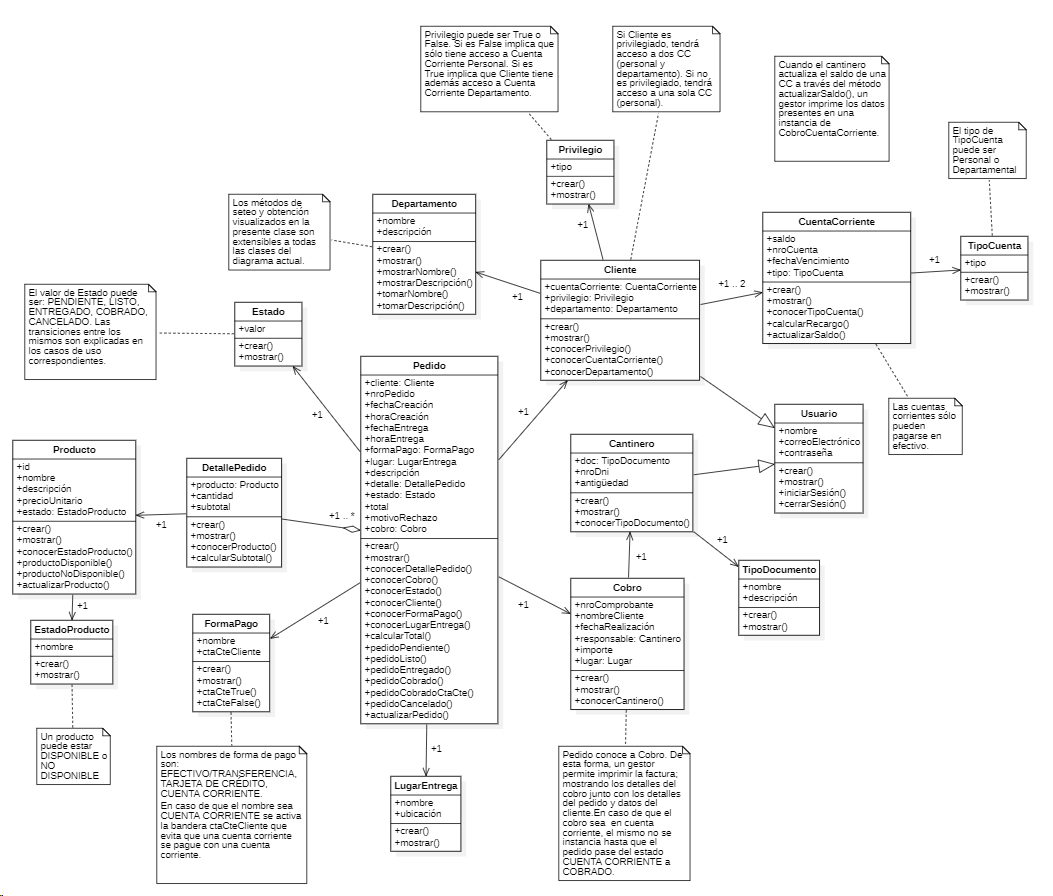 Privilegio puede ser True o
False. Si es False implica que
sólo tiene acceso a Cuenta
Corriente Personal. Si es
True implica que Cliente tiene
además acceso a Cuenta
Corriente Departamento.
Si Cliente es
privilegiado, tendrá
acceso a dos CC
(personal y
departamento). Si no
es privilegiado, tendrá
acceso a una sola CC
(personal).
Cuando el cantinero
actualiza el saldo de una
CC a través del método
actualizarSaldo(), un
gestor imprime los datos
presentes en una
instancia de
CobroCuentaCorriente.
El tipo de
TipoCuenta
puede ser
Personal o
Departamental
Privilegio
+tipo
+crear()
+mostrar()
+1
Los métodos de
seteo y obtención
visualizados en la
presente clase son
extensibles a todas
las clases del
diagrama actual.
Departamento
+nombre
+descripción
+crear()
+mostrar()
+mostrarNombre()
+mostrarDescripción()
+tomarNombre()
+tomarDescripción()
+1
Cliente
+cuentaCorriente: CuentaCorriente
+privilegio: Privilegio
+departamento: Departamento
+crear()
+mostrar()
+conocerPrivilegio()
+conocerCuentaCorriente()
+conocerDepartamento()
+1 .. 2
CuentaCorriente
+saldo
+nroCuenta
+fechaVencimiento
+tipo: TipoCuenta
+crear()
+mostrar()
+conocerTipoCuenta()
+calcularRecargo()
+actualizarSaldo()
+1
TipoCuenta
+tipo
+crear()
+mostrar()
El valor de Estado puede
ser: PENDIENTE, LISTO,
ENTREGADO, COBRADO,
CANCELADO. Las
transiciones entre los
mismos son explicadas en
los casos de uso
correspondientes.
Estado
+valor
+crear()
+mostrar()
+1
Pedido
+cliente: Cliente
+nroPedido
+fechaCreación
+horaCreación
+fechaEntrega
+horaEntrega
+formaPago: FormaPago
+lugar: LugarEntrega
+descripción
+detalle: DetallePedido
+estado: Estado
+total
+motivoRechazo
+cobro: Cobro
+crear()
+mostrar()
+conocerDetallePedido()
+conocerCobro()
+conocerEstado()
+conocerCliente()
+conocerFormaPago()
+conocerLugarEntrega()
+calcularTotal()
+pedidoPendiente()
+pedidoListo()
+pedidoEntregado()
+pedidoCobrado()
+pedidoCobradoCtaCte()
+pedidoCancelado()
+actualizarPedido()
+1
Las cuentas
corrientes sólo
pueden
pagarse en
efectivo.
Usuario
+nombre
+correoElectrónico
+contraseña
+crear()
+mostrar()
+iniciarSesión()
+cerrarSesión()
Cantinero
+doc: TipoDocumento
+nroDni
+antigüedad
+crear()
+mostrar()
+conocerTipoDocumento()
+1
TipoDocumento
+nombre
+descripción
+crear()
+mostrar()
+1
Producto
+id
+nombre
+descripción
+precioUnitario
+estado: EstadoProducto
+crear()
+mostrar()
+conocerEstadoProducto()
+productoDisponible()
+productoNoDisponible()
+actualizarProducto()
+1
DetallePedido
+producto: Producto
+cantidad
+subtotal
+crear()
+mostrar()
+conocerProducto()
+calcularSubtotal()
+1 .. *
+1
EstadoProducto
+nombre
+crear()
+mostrar()
Un producto
puede estar
DISPONIBLE o
NO
DISPONIBLE
FormaPago
+nombre
+ctaCteCliente
+crear()
+mostrar()
+ctaCteTrue()
+ctaCteFalse()
+1
Los nombres de forma de pago
son:
EFECTIVO/TRANSFERENCIA,
TARJETA DE CRÉDITO,
CUENTA CORRIENTE.
En caso de que el nombre sea
CUENTA CORRIENTE se activa
la bandera ctaCteCliente que
evita que una cuenta corriente
se pague con una cuenta
corriente.
+1
Cobro
+nroComprobante
+nombreCliente
+fechaRealización
+responsable: Cantinero
+importe
+lugar: Lugar
+crear()
+mostrar()
+conocerCantinero()
+1
LugarEntrega
+nombre
+ubicación
+crear()
+mostrar()
Pedido conoce a Cobro. De
esta forma, un gestor
permite imprimir la factura;
mostrando los detalles del
cobro junto con los detalles
del pedido y datos del
cliente.En caso de que el
cobro sea  en cuenta
corriente, el mismo no se
instancia hasta que el
pedido pase del estado
CUENTA CORRIENTE a
COBRADO.